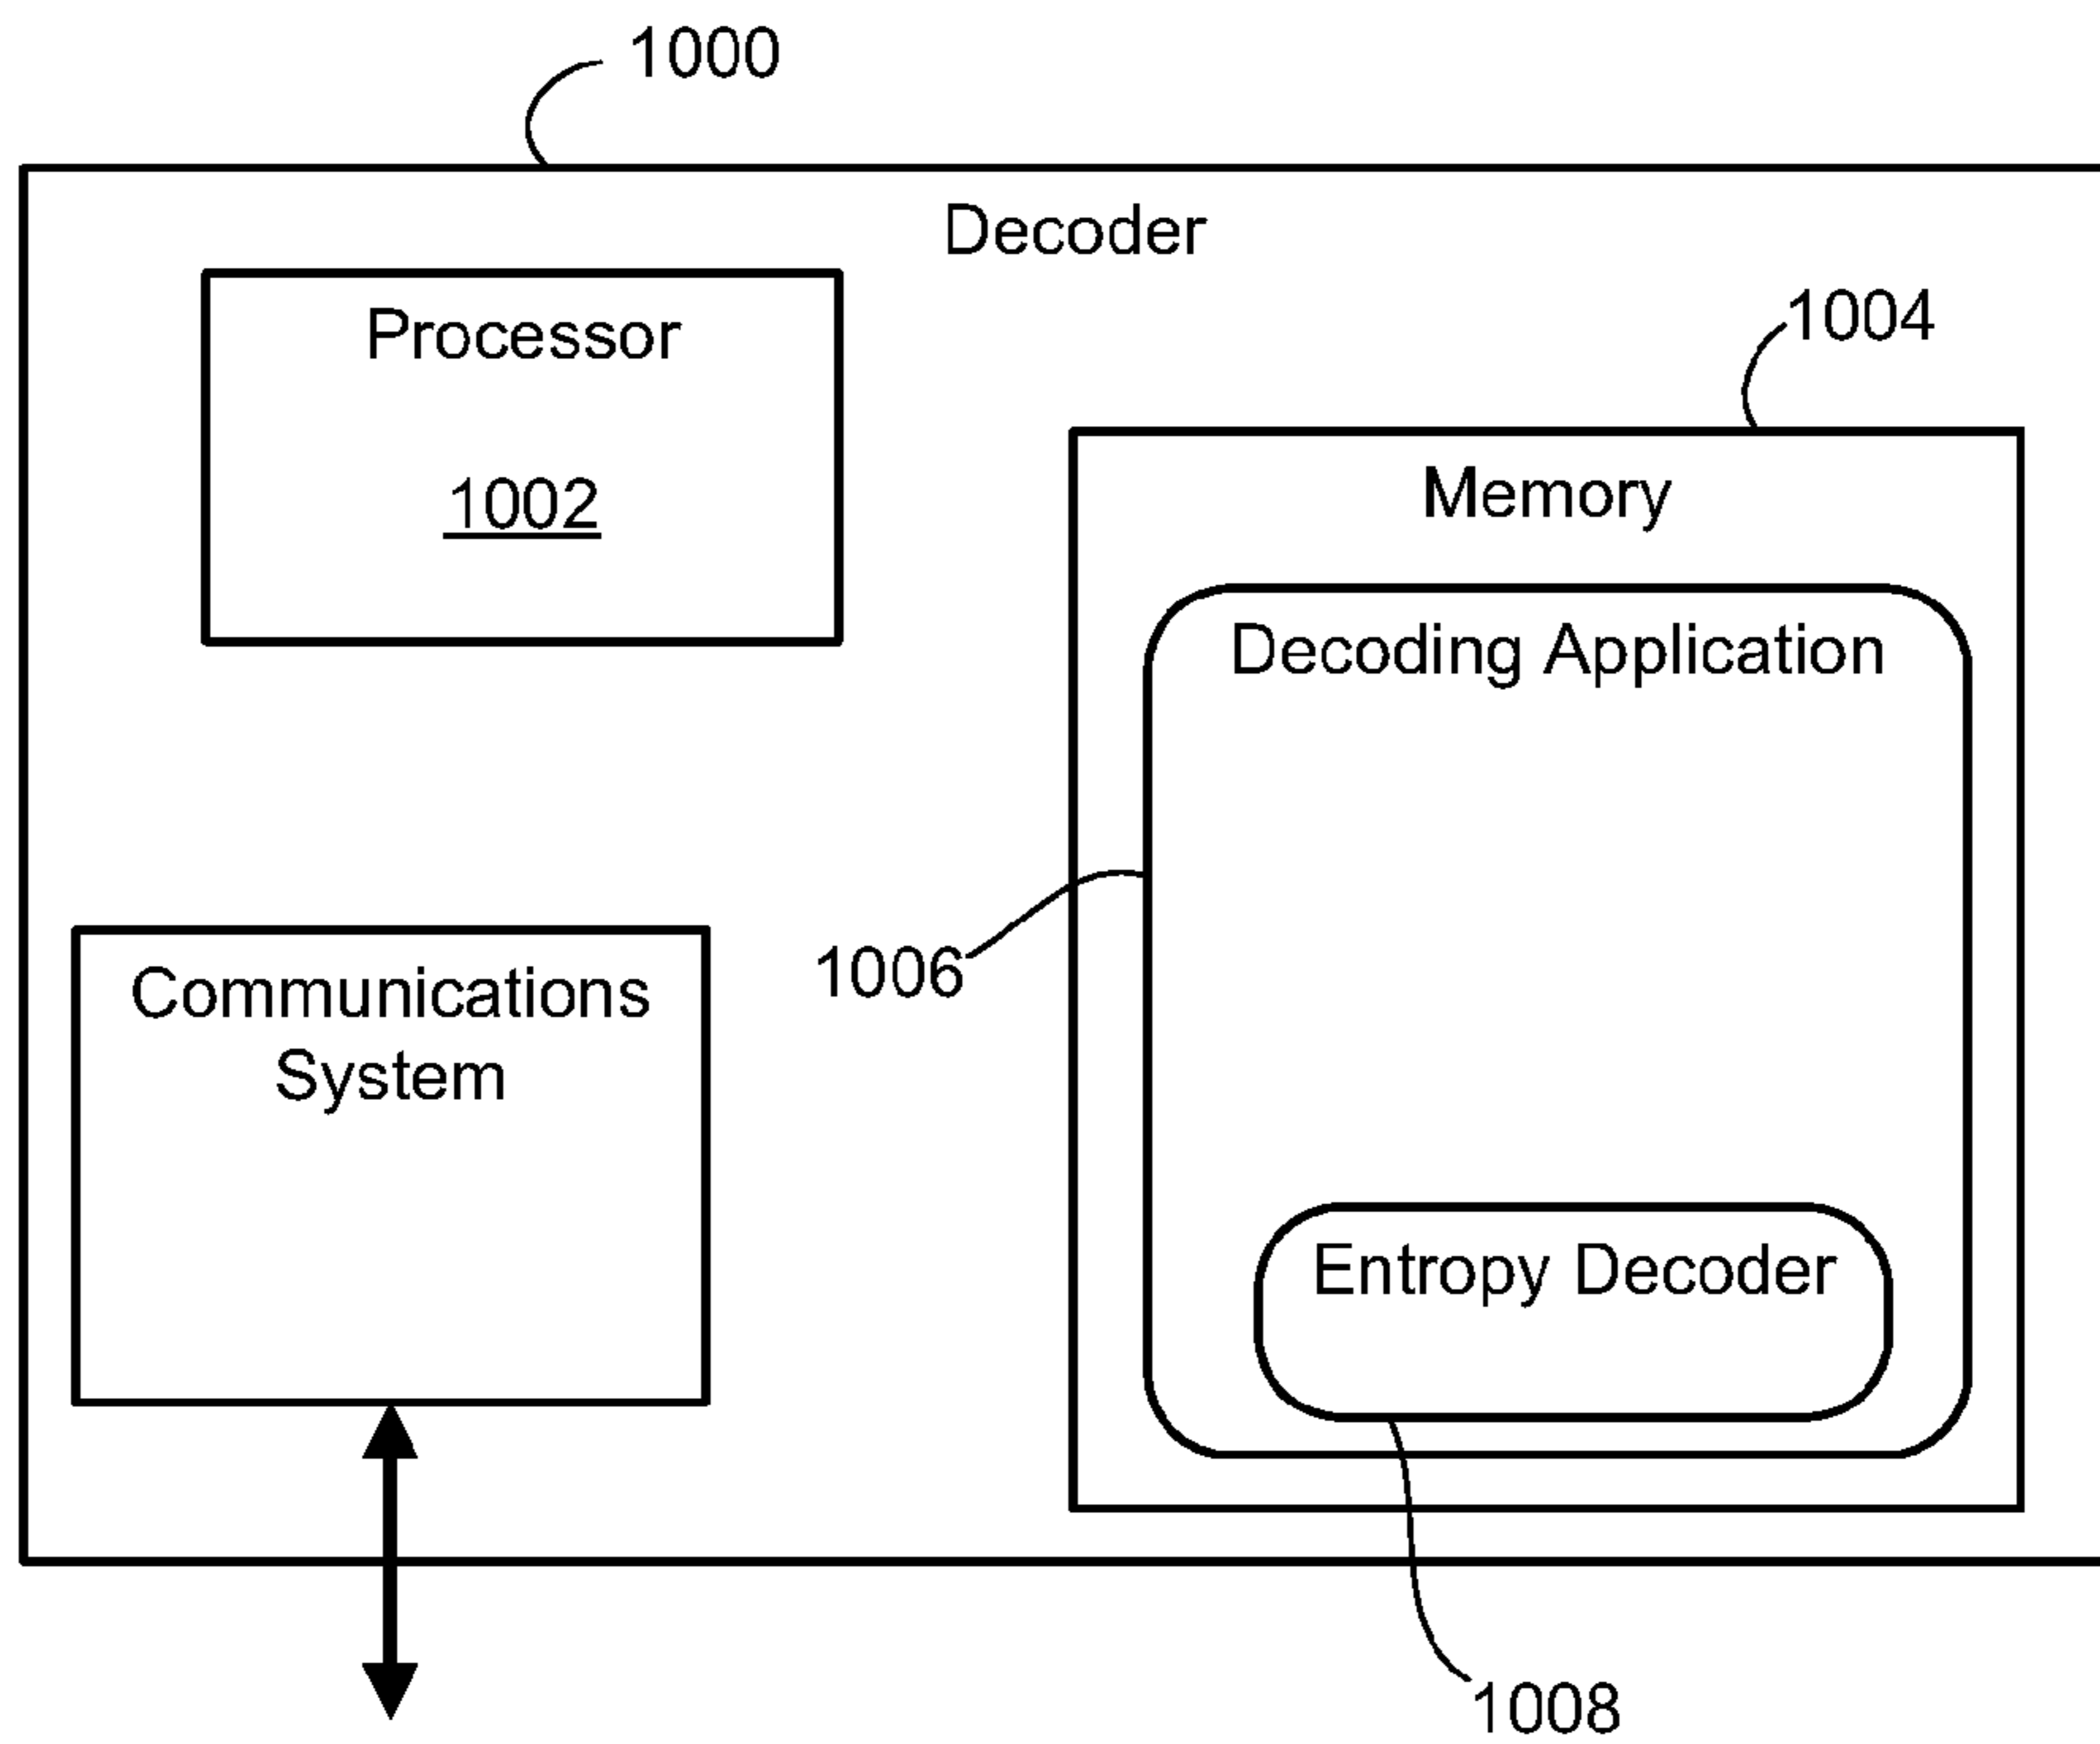 1000
Decoder
Processor
1002
1004
Memory
Decoding Application
1006
Communications
System
Entropy Decoder
1008